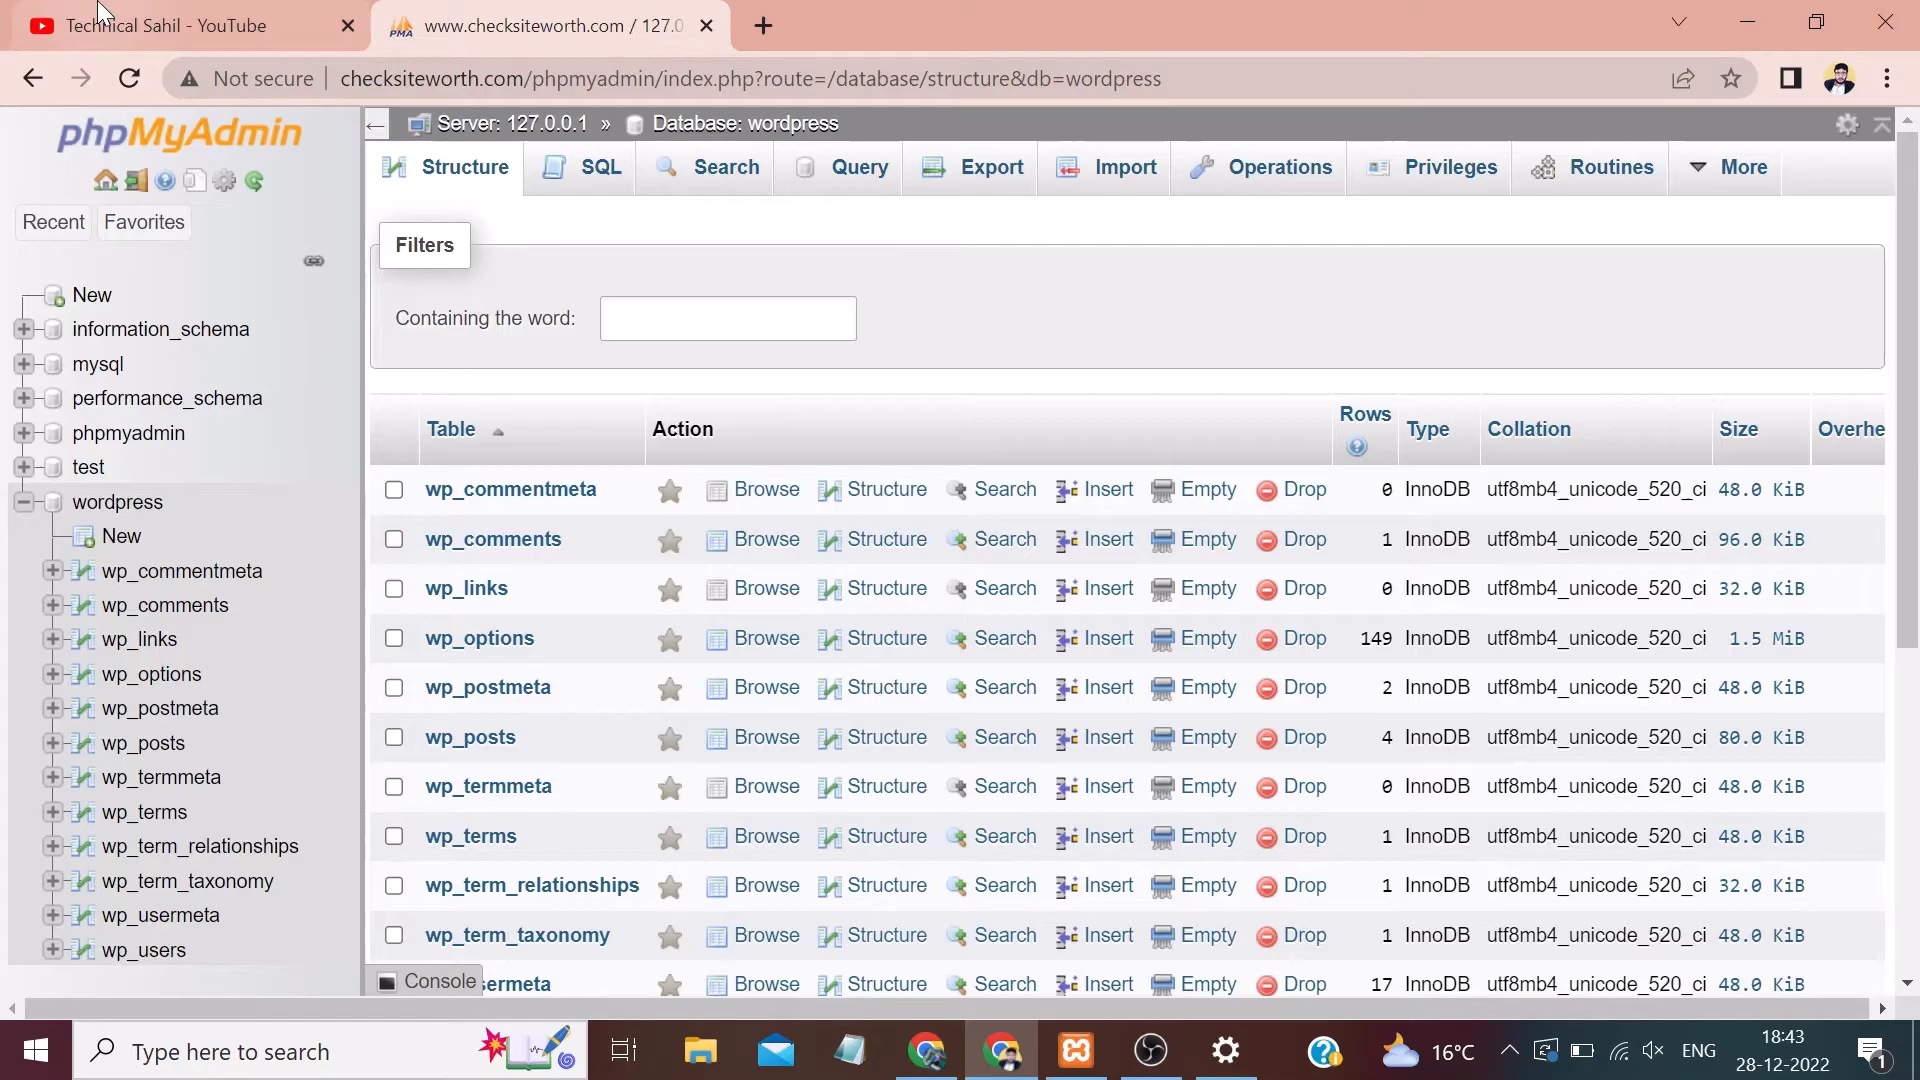 Technical Sahil - YouTube
www.checksiteworth.com / 127.0
Not secure
checksiteworth.com/phpmyadmin/index.php?route=/database/structure&db=wordpress
phpMyAdmin
Recent
Favorites
New
information_schema
mysql
performance_schema
phpmyadmin
test
wordpress
New
wp_commentmeta
wp_comments
wp_links
wp_options
wp_postmeta
wp_posts
wp_termmeta
wp_terms
wp_term_relationships
wp_term_taxonomy
wp_usermeta
wp_users
Server: 127.0.0.1 » Database: wordpress
Structure SQL Search Query Export Import Operations Privileges Routines More
Filters
Containing the word:
Table Action Rows Type Collation Size Overhe
wp_commentmeta Browse Structure Search Insert Empty Drop 0 InnoDB utf8mb4_unicode_520_ci 48.0 KiB
wp_comments Browse Structure Search Insert Empty Drop 1 InnoDB utf8mb4_unicode_520_ci 96.0 KiB
wp_links Browse Structure Search Insert Empty Drop 0 InnoDB utf8mb4_unicode_520_ci 32.0 KiB
wp_options Browse Structure Search Insert Empty Drop 149 InnoDB utf8mb4_unicode_520_ci 1.5 MiB
wp_postmeta Browse Structure Search Insert Empty Drop 2 InnoDB utf8mb4_unicode_520_ci 48.0 KiB
wp_posts Browse Structure Search Insert Empty Drop 4 InnoDB utf8mb4_unicode_520_ci 80.0 KiB
wp_termmeta Browse Structure Search Insert Empty Drop 0 InnoDB utf8mb4_unicode_520_ci 48.0 KiB
wp_terms Browse Structure Search Insert Empty Drop 1 InnoDB utf8mb4_unicode_520_ci 48.0 KiB
wp_term_relationships Browse Structure Search Insert Empty Drop 1 InnoDB utf8mb4_unicode_520_ci 32.0 KiB
wp_term_taxonomy Browse Structure Search Insert Empty Drop 1 InnoDB utf8mb4_unicode_520_ci 48.0 KiB
sermeta Browse Structure Search Insert Empty Drop 17 InnoDB utf8mb4_unicode_520_ci 48.0 KiB
Console
Type here to search
16°C
ENG
18:43
28-12-2022
1